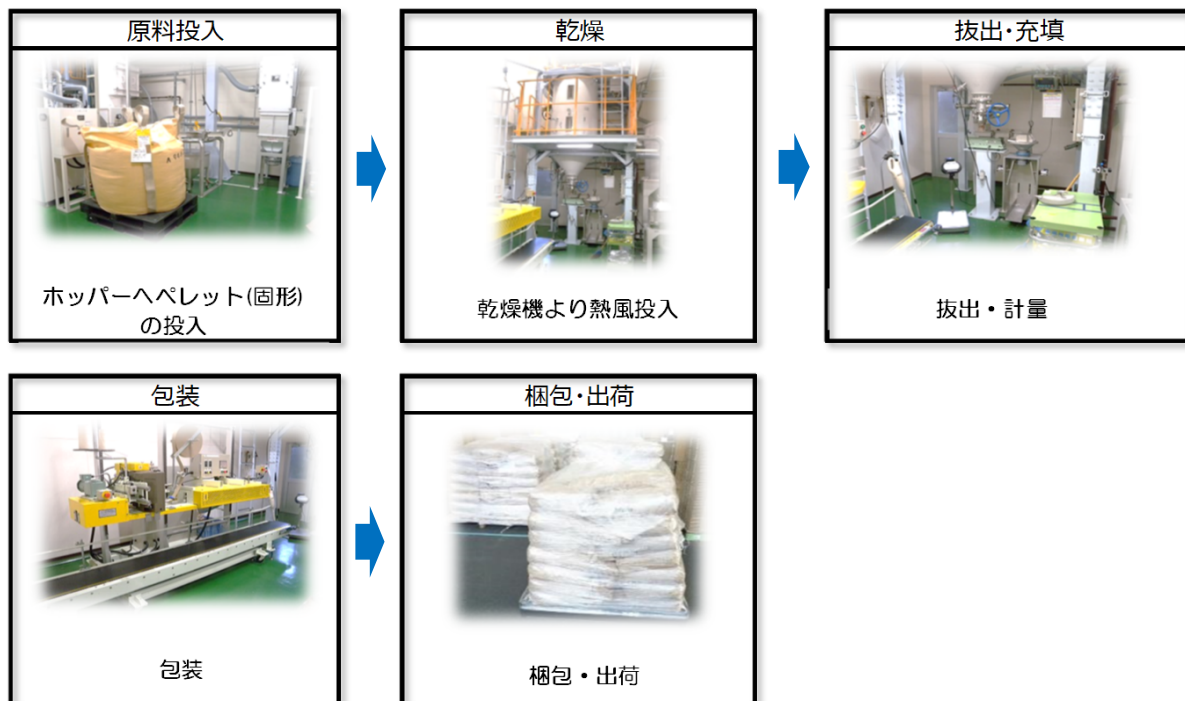 原料投入
ホッパーへペレット(固形)
の投入
乾燥
乾燥機より熱風投入
抜出・充填
抜出・計量
包装
包装
梱包・出荷
梱包・出荷